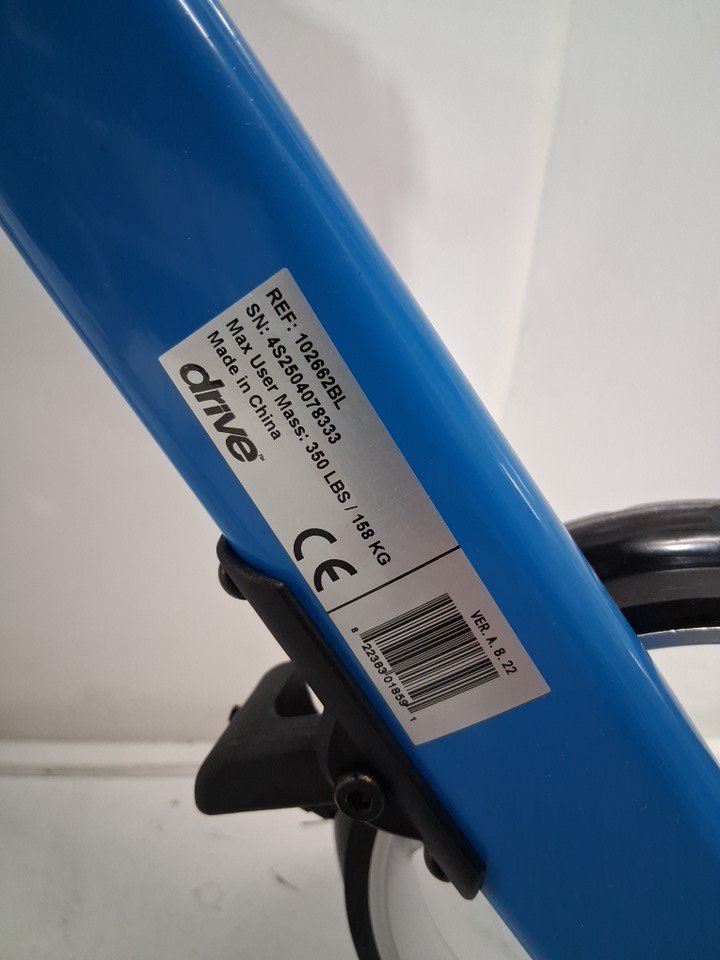 REF: 102662BL
SN: 4S2504078333
Max User Mass: 350 LBS / 158 KG
Made in China
drive™
CE
VER. A. 8. 22
8 22383 01859 1